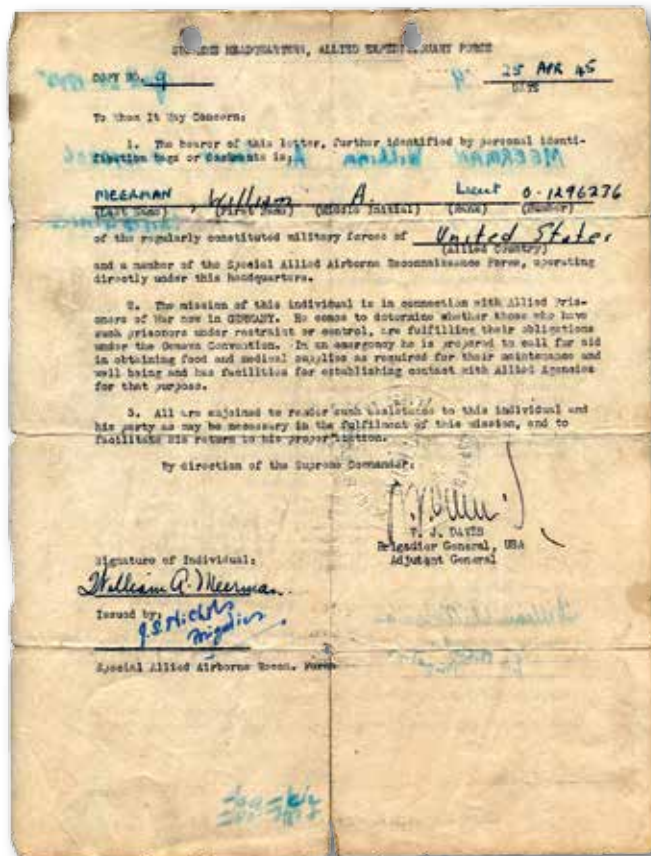 SUPREME HEADQUARTERS, ALLIED EXPEDITIONARY FORCE
COPY NO.
25 APR 45
DATE
To Whom It May Concern:
1. The bearer of this letter, further identified by personal identi-
fication tags or documents is:
MEERMAN, William A. Lieut 0-1296236
(Last Name) (First Name) (Middle Initial) (Rank) (Number)
of the regularly constituted military forces of United States
(Allied Country)
and a member of the Special Allied Airborne Reconnaissance Force, operating
directly under this headquarters.
2. The mission of this individual is in connection with Allied Pris-
oners of War now in GERMANY. He comes to determine whether those who have
such prisoners under restraint or control, are fulfilling their obligations
under the Geneva Convention. In an emergency he is prepared to call for aid
in obtaining food and medical supplies as required for their maintenance and
well being and has facilities for establishing contact with Allied Agencies
for that purpose.
3. All are enjoined to render such assistance to this individual and
his party as may be necessary in the fulfilment of this mission, and to
facilitate his return to his proper station.
By direction of the Supreme Commander:
T. J. DAVIS
Brigadier General, USA
Adjutant General
Signature of Individual:
William A. Meerman
Issued by:
J.S. Nichols
Brigadier
Special Allied Airborne Recon. Force